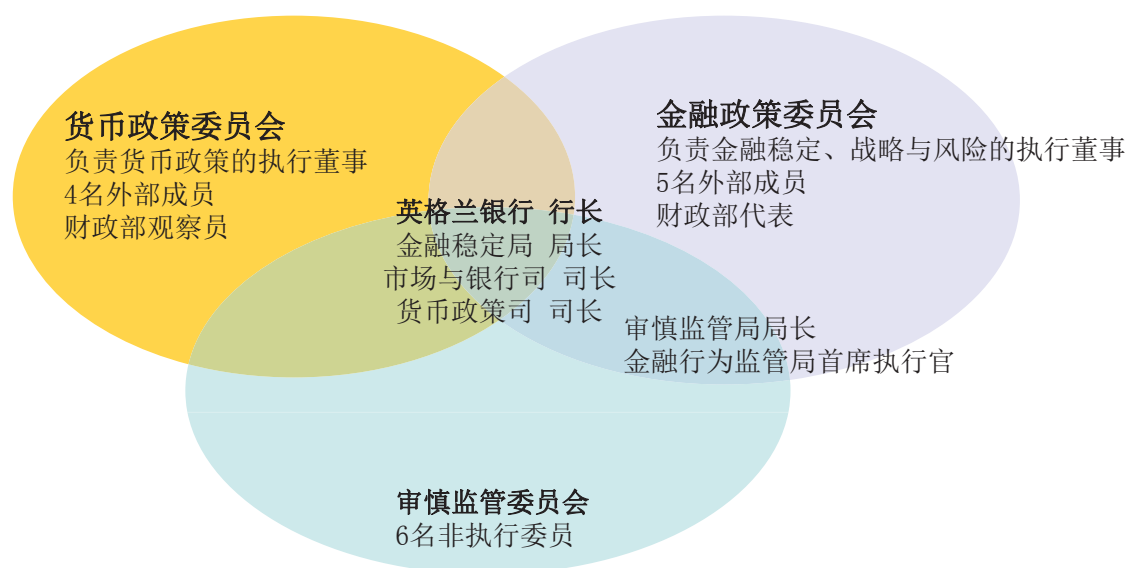 货币政策委员会
负责货币政策的执行董事
4名外部成员
财政部观察员
金融政策委员会
负责金融稳定、战略与风险的执行董事
5名外部成员
财政部代表
英格兰银行 行长
金融稳定局 局长
市场与银行司 司长
货币政策司 司长
审慎监管局局长
金融行为监管局首席执行官
审慎监管委员会
6名非执行委员